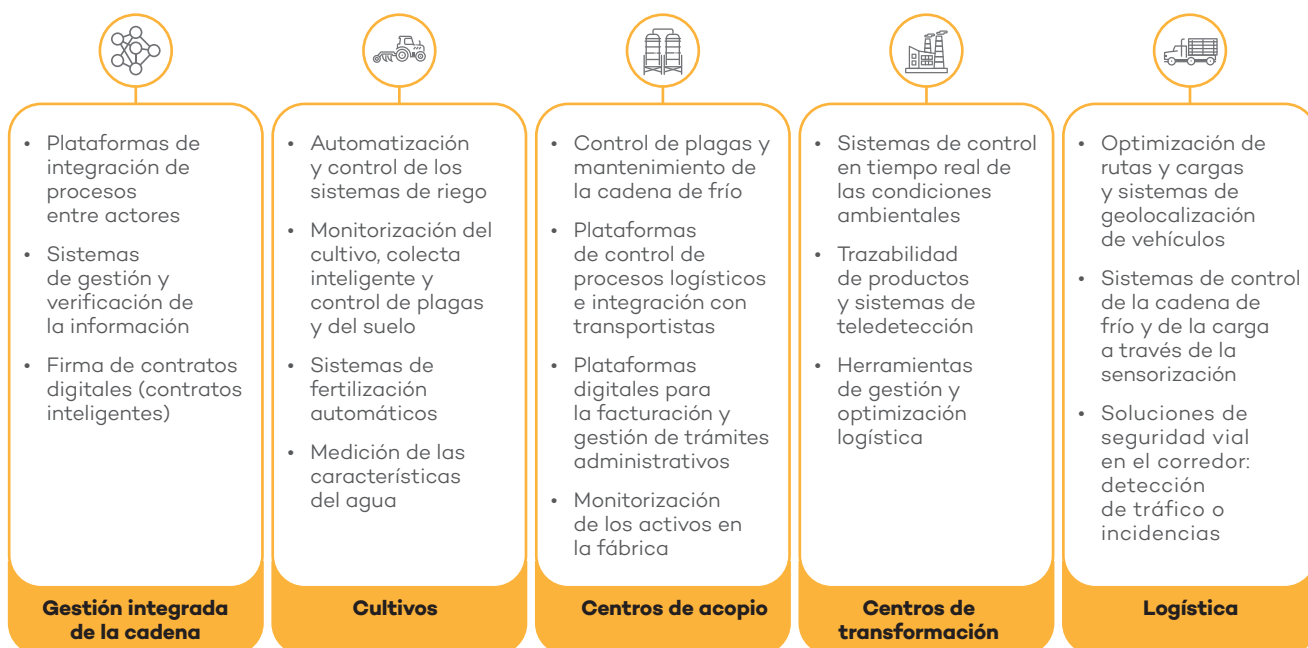 • Plataformas de
integración de
procesos
entre actores
• Sistemas
de gestión y
verificación de
la información
• Firma de contratos
digitales (contratos
inteligentes)
Gestión integrada
de la cadena
• Automatización
y control de los
sistemas de riego
• Monitorización del
cultivo, colecta
inteligente y
control de plagas
y del suelo
• Sistemas de
fertilización
automáticos
• Medición de las
características
del agua
Cultivos
• Control de plagas y
mantenimiento de
la cadena de frío
• Plataformas
de control de
procesos logísticos
e integración con
transportistas
• Plataformas
digitales para
la facturación y
gestión de trámites
administrativos
• Monitorización
de los activos en
la fábrica
Centros de acopio
• Sistemas de control
en tiempo real de
las condiciones
ambientales
• Trazabilidad
de productos
y sistemas de
teledetección
• Herramientas
de gestión y
optimización
logística
Centros de
transformación
• Optimización de
rutas y cargas
y sistemas de
geolocalización
de vehículos
• Sistemas de control
de la cadena de
frío y de la carga
a través de la
sensorización
• Soluciones de
seguridad vial
en el corredor:
detección
de tráfico o
incidencias
Logística